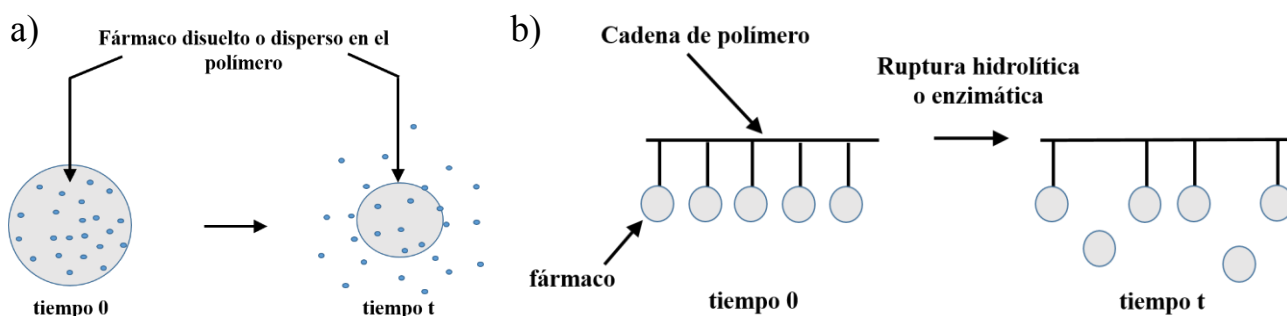 a)
Fármaco disuelto o disperso en el
polímero
tiempo 0
tiempo t
b)
Cadena de polímero
Ruptura hidrolítica
o enzimática
fármaco
tiempo 0
tiempo t